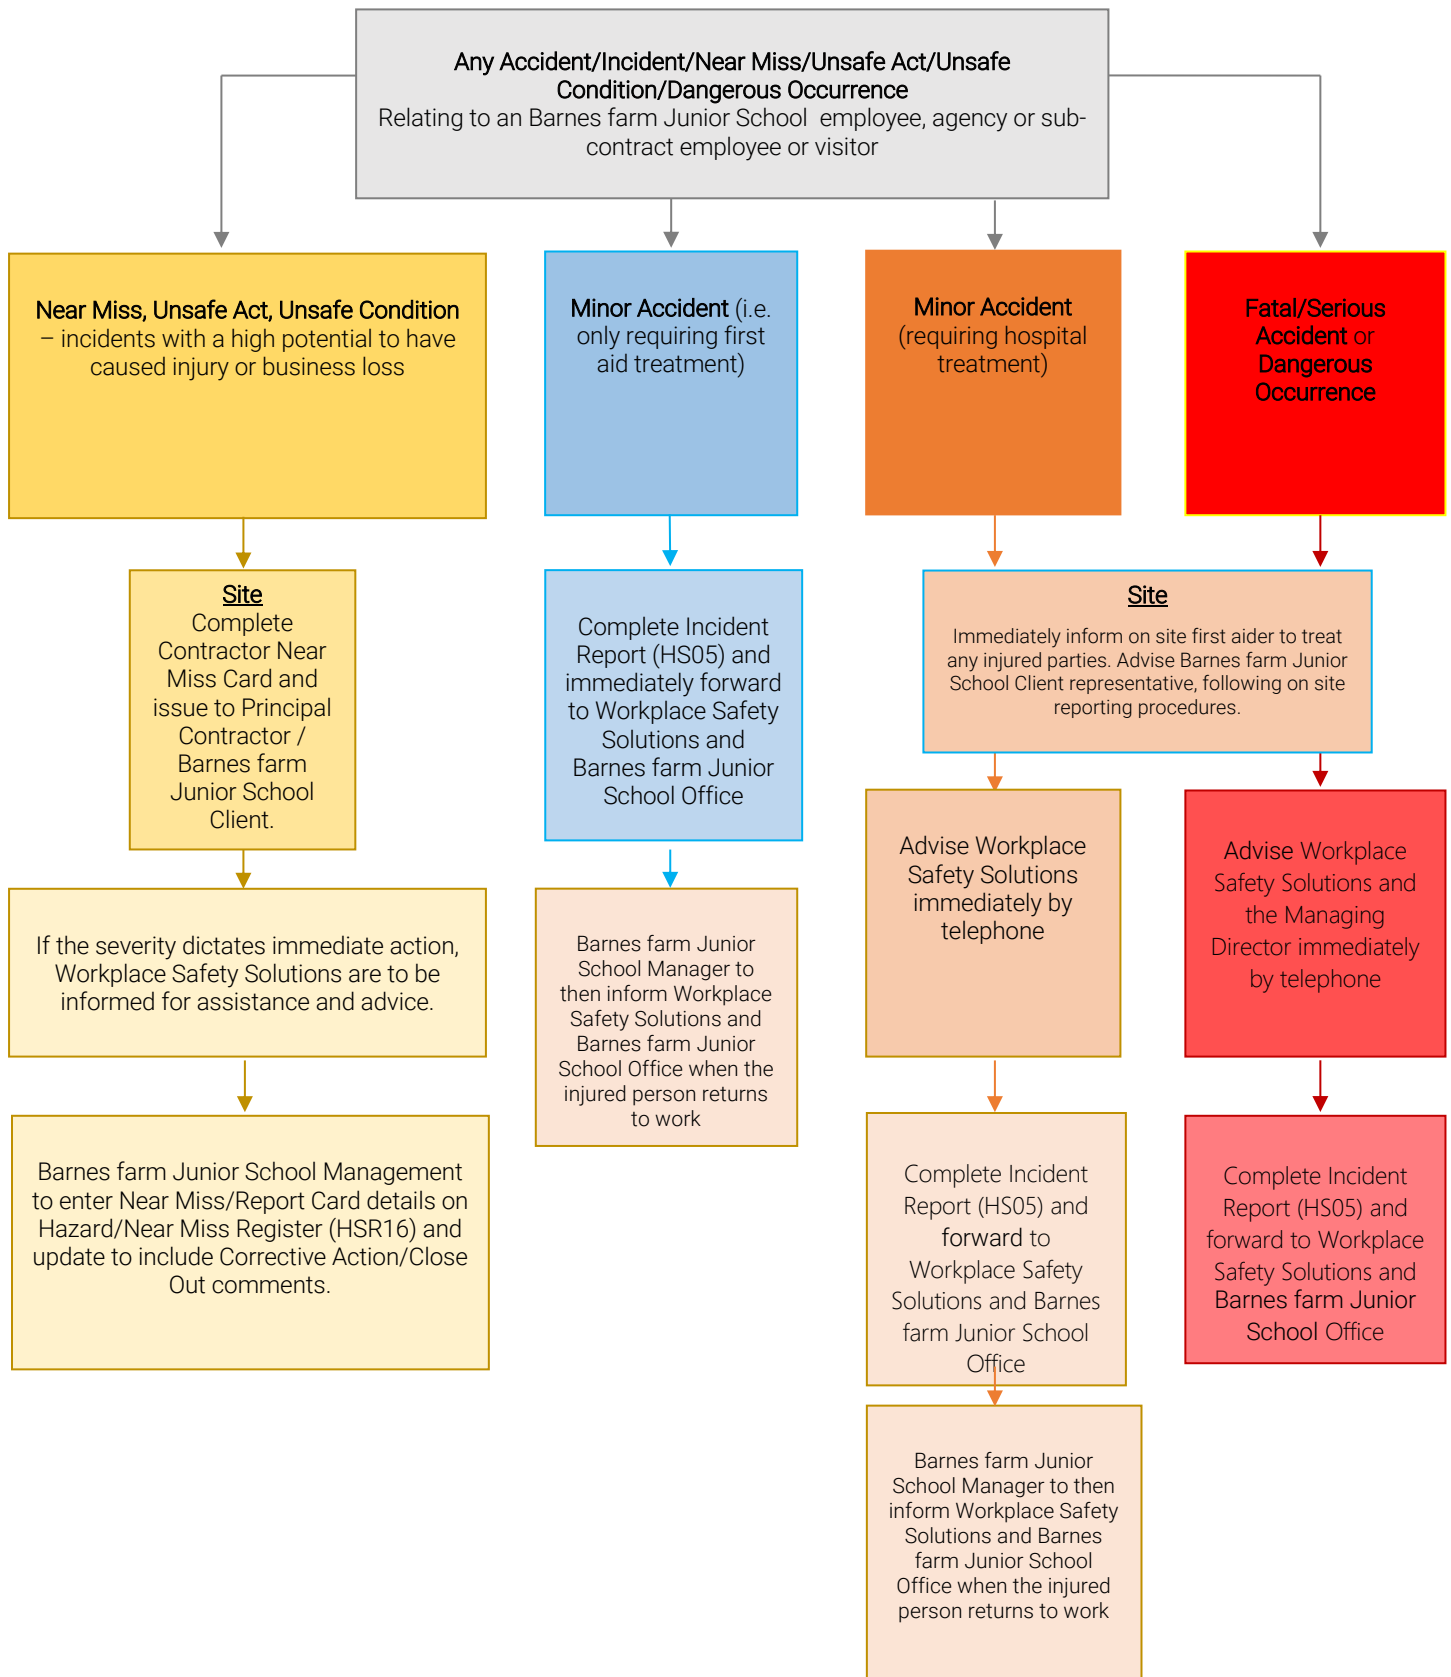 Any Accident/Incident/Near Miss/Unsafe Act/Unsafe
Condition/Dangerous Occurrence
Relating to an Barnes farm Junior School employee, agency or sub-
contract employee or visitor
Near Miss, Unsafe Act, Unsafe Condition
– incidents with a high potential to have
caused injury or business loss
Minor Accident (i.e.
only requiring first
aid treatment)
Minor Accident
(requiring hospital
treatment)
Fatal/Serious
Accident or
Dangerous
Occurrence
Site
Complete
Contractor Near
Miss Card and
issue to Principal
Contractor /
Barnes farm
Junior School
Client.
Complete Incident
Report (HS05) and
immediately forward
to Workplace Safety
Solutions and
Barnes farm Junior
School Office
Site
Immediately inform on site first aider to treat
any injured parties. Advise Barnes farm Junior
School Client representative, following on site
reporting procedures.
Advise Workplace
Safety Solutions
immediately by
telephone
Advise Workplace
Safety Solutions and
the Managing
Director immediately
by telephone
If the severity dictates immediate action,
Workplace Safety Solutions are to be
informed for assistance and advice.
Barnes farm Junior
School Manager to
then inform Workplace
Safety Solutions and
Barnes farm Junior
School Office when the
injured person returns
to work
Barnes farm Junior School Management
to enter Near Miss/Report Card details on
Hazard/Near Miss Register (HSR16) and
update to include Corrective Action/Close
Out comments.
Complete Incident
Report (HS05) and
forward to
Workplace Safety
Solutions and Barnes
farm Junior School
Office
Complete Incident
Report (HS05) and
forward to Workplace
Safety Solutions and
Barnes farm Junior
School Office
Barnes farm Junior
School Manager to then
inform Workplace Safety
Solutions and Barnes
farm Junior School
Office when the injured
person returns to work